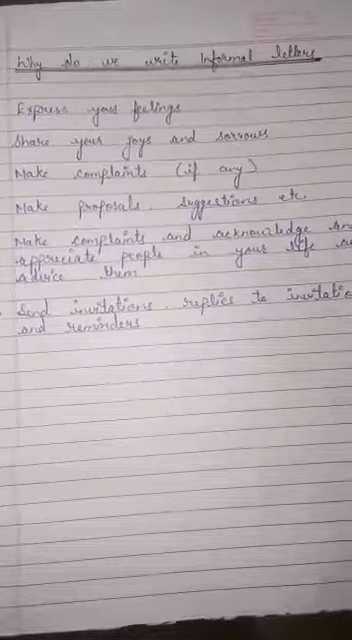 Why do we write Informal letters
Express your feelings
Share your joys and sorrows
Make complaints (if any)
Make proposals, suggestions etc.
Make complaints and acknowledge an
appreciate people in your life a
advice them
Send invitations, replies to invitatio
and reminders